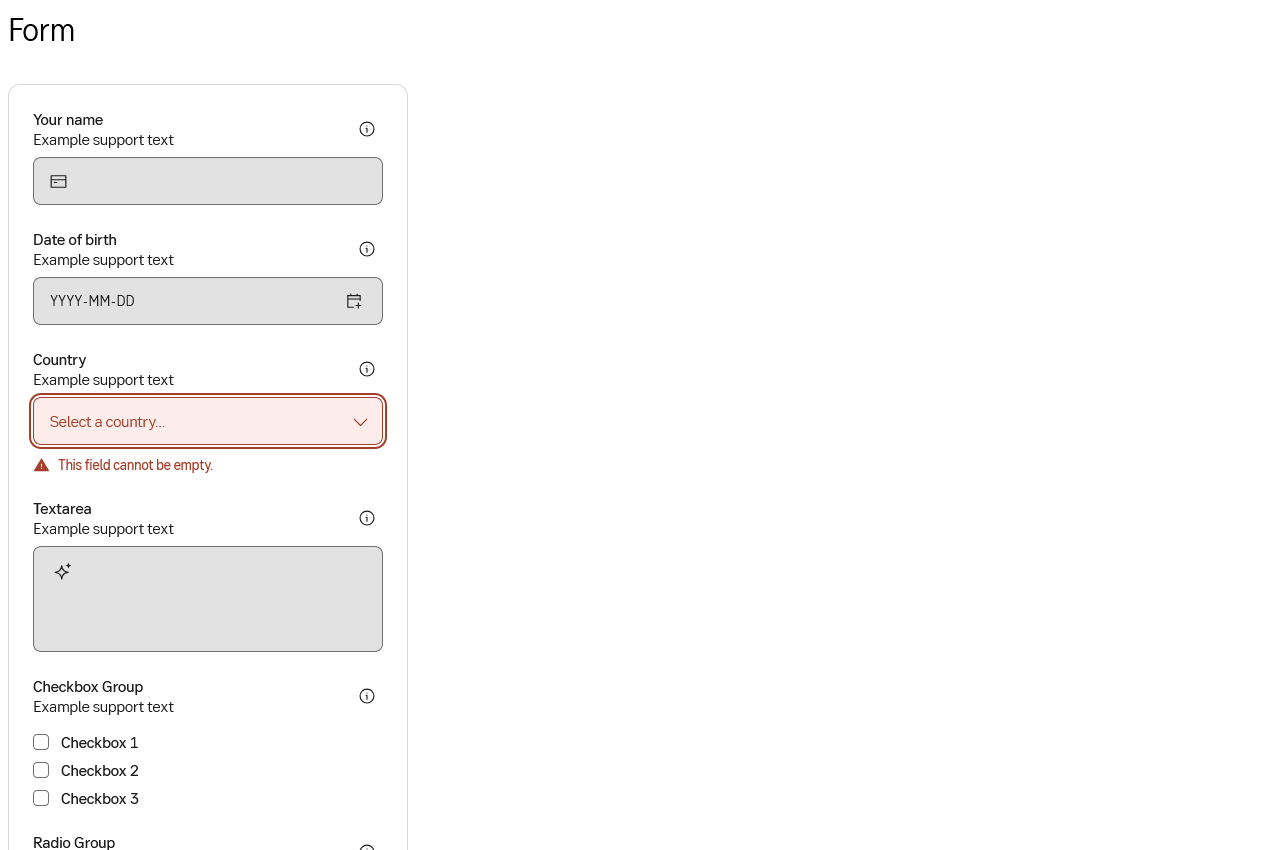 Form
Your name
Example support text
Date of birth
Example support text
YYYY-MM-DD
Country
Example support text
Select a country...
This field cannot be empty.
Textarea
Example support text
Checkbox Group
Example support text
Checkbox 1
Checkbox 2
Checkbox 3
Radio Group